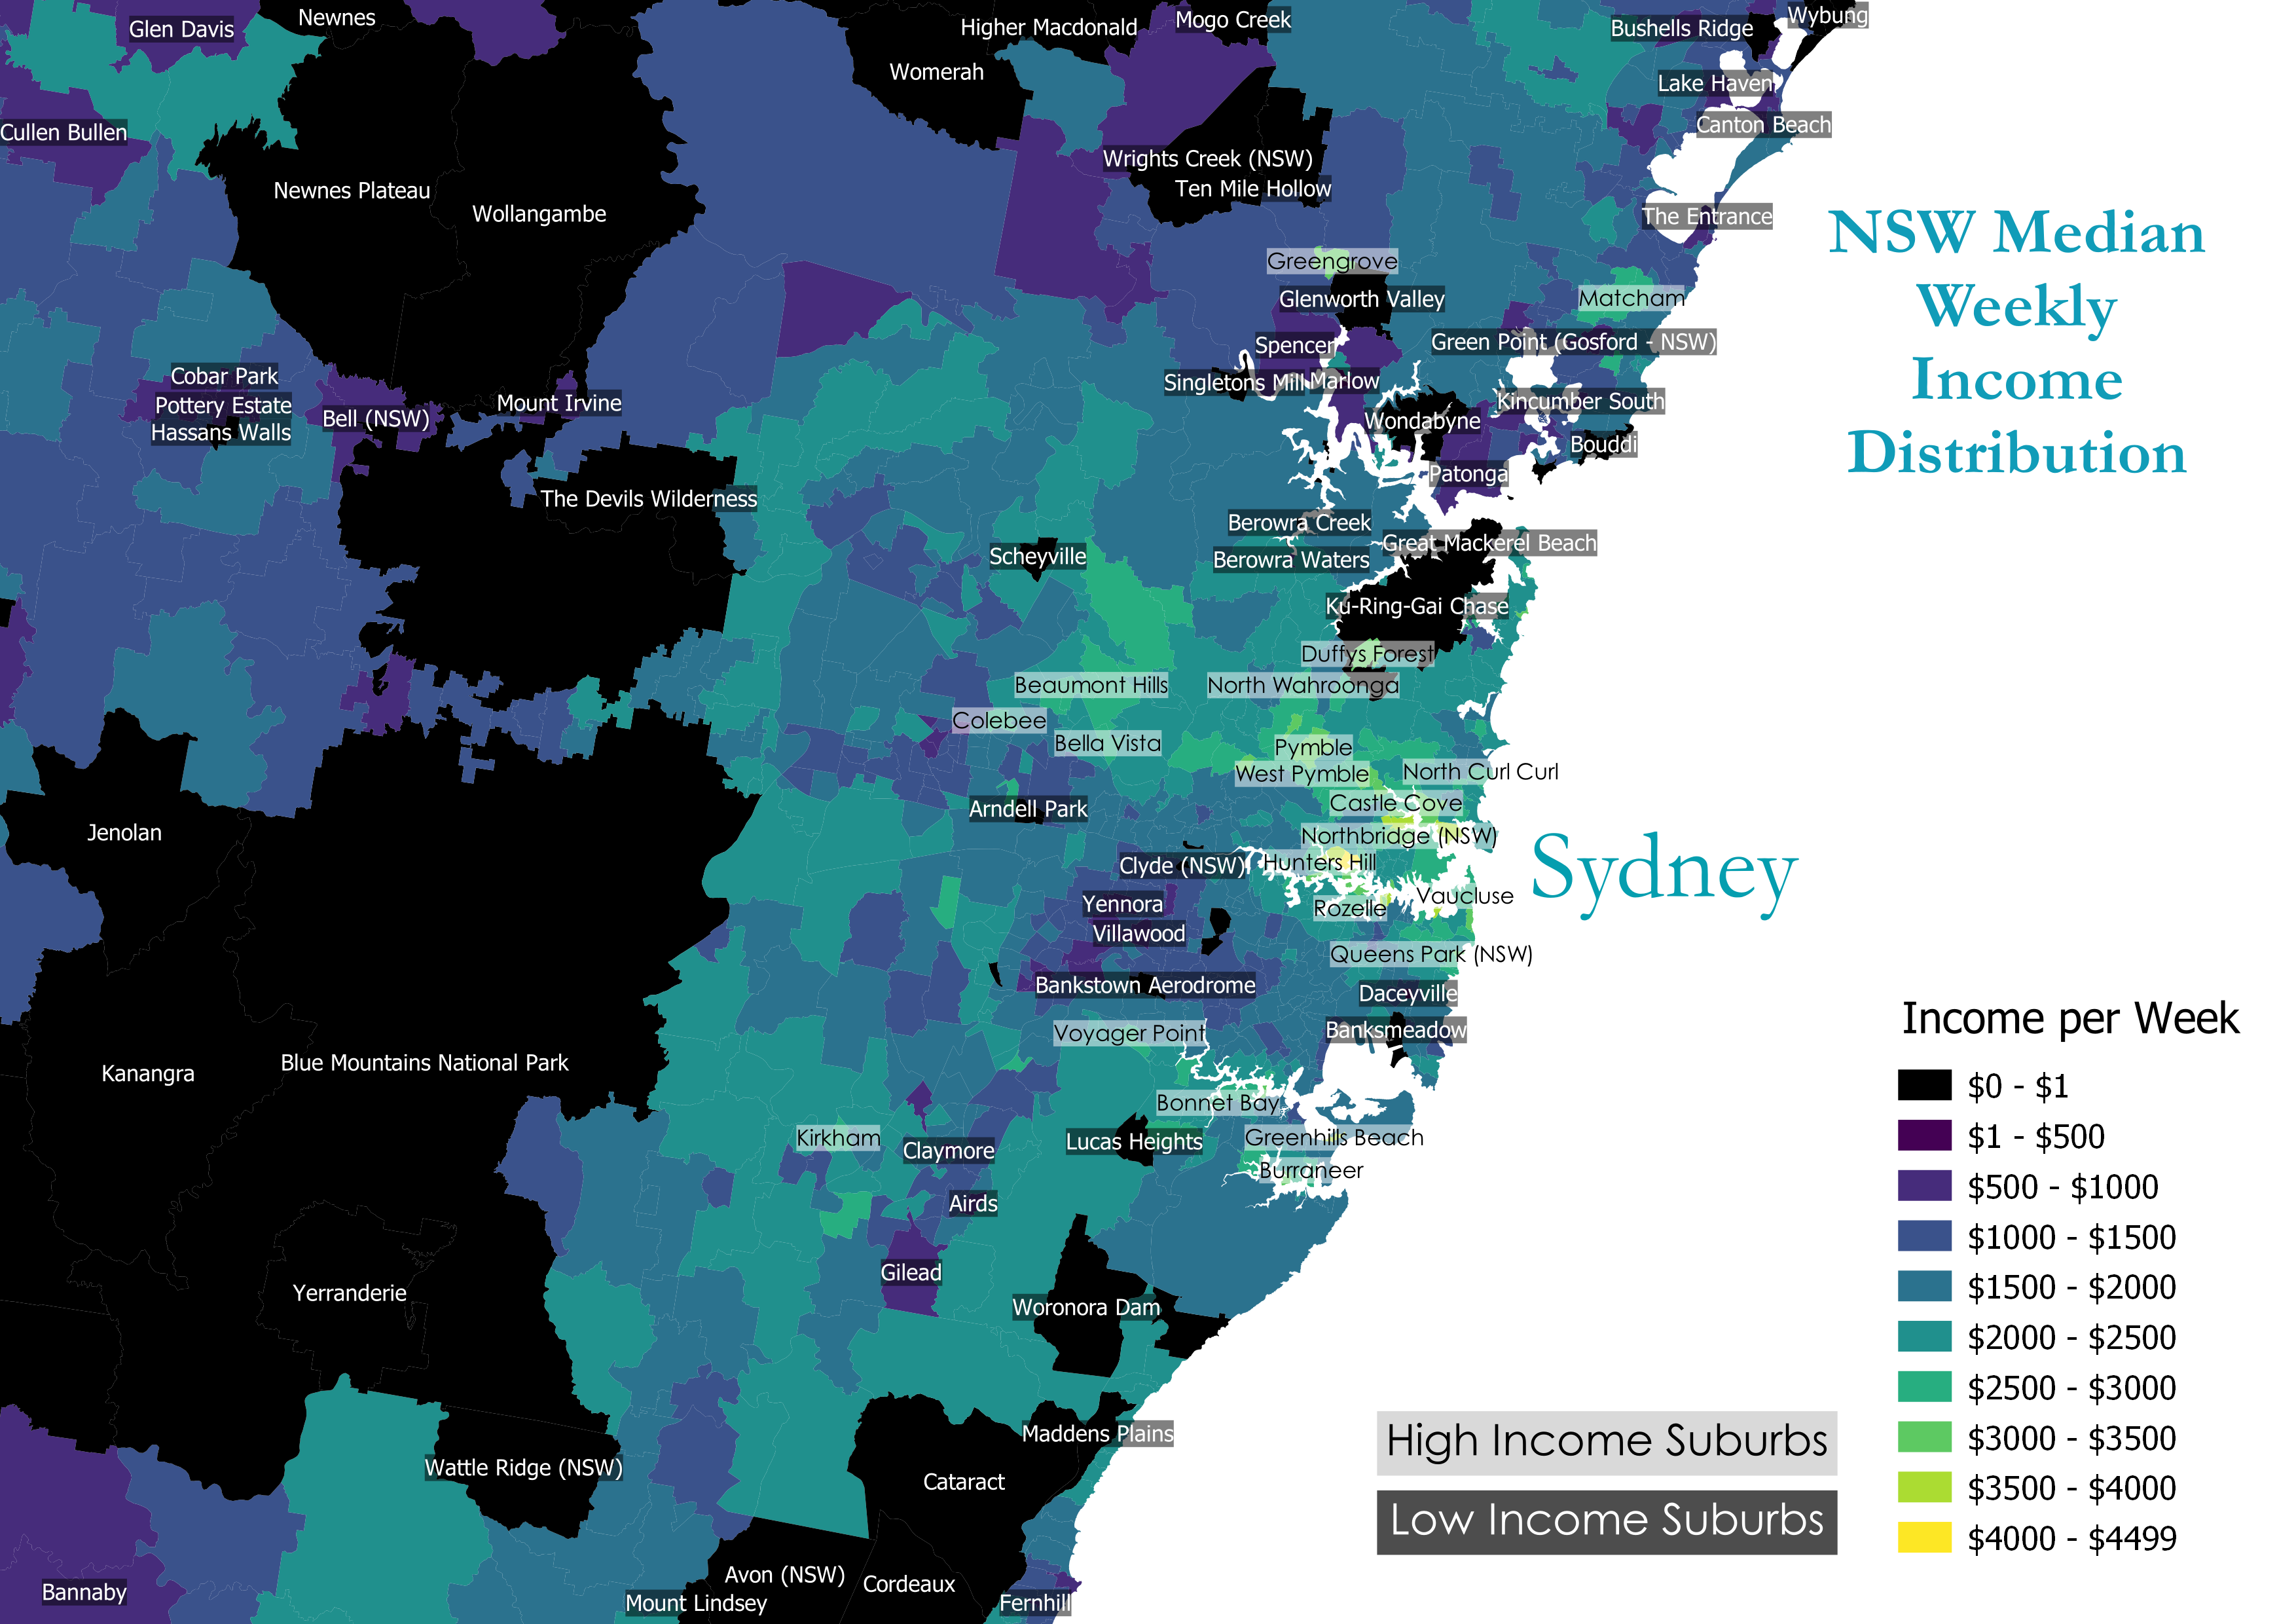 Newnes
Glen Davis
Higher Macdonald
Mogo Creek
Bushells Ridge
Wybung
Womerah
Lake Haven
Cullen Bullen
Canton Beach
Wrights Creek (NSW)
Newnes Plateau
Ten Mile Hollow
Wollangambe
The Entrance
NSW Median
Weekly
Income
Distribution
Greengrove
Glenworth Valley
Matcham
Spencer
Green Point (Gosford - NSW)
Cobar Park
Singletons Mill
Marlow
Pottery Estate
Mount Irvine
Kincumber South
Hassans Walls
Bell (NSW)
Wondabyne
Bouddi
Patonga
The Devils Wilderness
Berowra Creek
Great Mackerel Beach
Scheyville
Berowra Waters
Ku-Ring-Gai Chase
Duffys Forest
Beaumont Hills
North Wahroonga
Colebee
Bella Vista
Pymble
West Pymble
North Curl Curl
Castle Cove
Arndell Park
Jenolan
Northbridge (NSW)
Sydney
Clyde (NSW)
Hunters Hill
Yennora
Rozelle
Vaucluse
Villawood
Queens Park (NSW)
Bankstown Aerodrome
Daceyville
Voyager Point
Banksmeadow
Kanangra
Blue Mountains National Park
Bonnet Bay
Kirkham
Claymore
Lucas Heights
Greenhills Beach
Burraneer
Airds
Gilead
Yerranderie
Woronora Dam
Maddens Plains
Wattle Ridge (NSW)
Cataract
Avon (NSW)
Cordeaux
Bannaby
Mount Lindsey
Fernhill
Income per Week
$0 - $1
$1 - $500
$500 - $1000
$1000 - $1500
$1500 - $2000
$2000 - $2500
$2500 - $3000
$3000 - $3500
$3500 - $4000
$4000 - $4499
High Income Suburbs
Low Income Suburbs